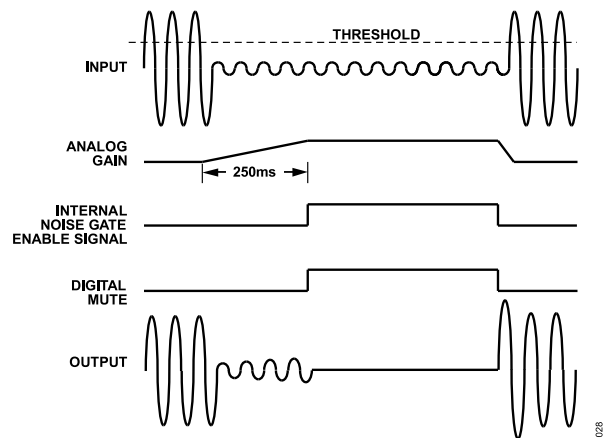 THRESHOLD
INPUT
ANALOG
GAIN
250ms
INTERNAL
NOISE GATE
ENABLE SIGNAL
DIGITAL
MUTE
OUTPUT
028